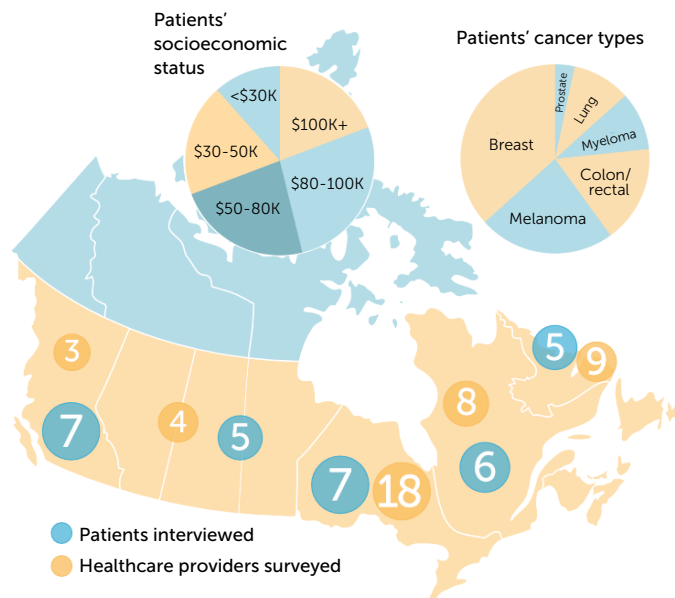 Patients'
socioeconomic
status
<$30K
$100K+
$30-50K
$80-100K
$50-80K
Patients' cancer types
Prostate
Lung
Breast
Myeloma
Colon/
rectal
Melanoma
3
7
4
5
7
18
8
6
5
9
Patients interviewed
Healthcare providers surveyed